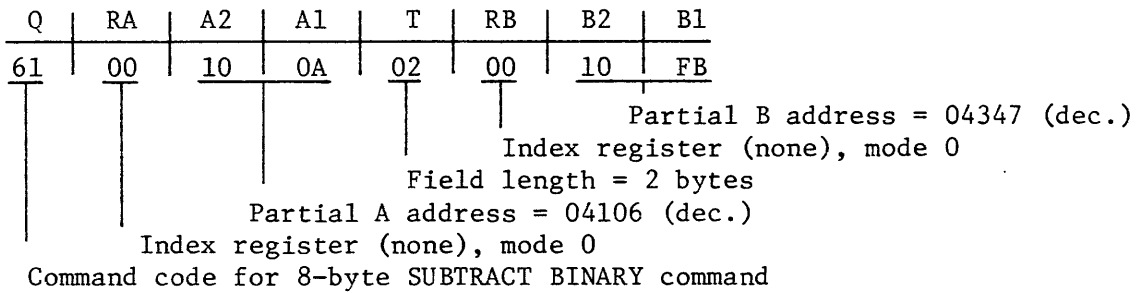 Q | RA | A2 | A1 | T | RB | B2 | B1
61 | 00 | 10 | 0A | 02 | 00 | 10 | FB
Partial B address = 04347 (dec.)
Index register (none), mode 0
Field length = 2 bytes
Partial A address = 04106 (dec.)
Index register (none), mode 0
Command code for 8-byte SUBTRACT BINARY command